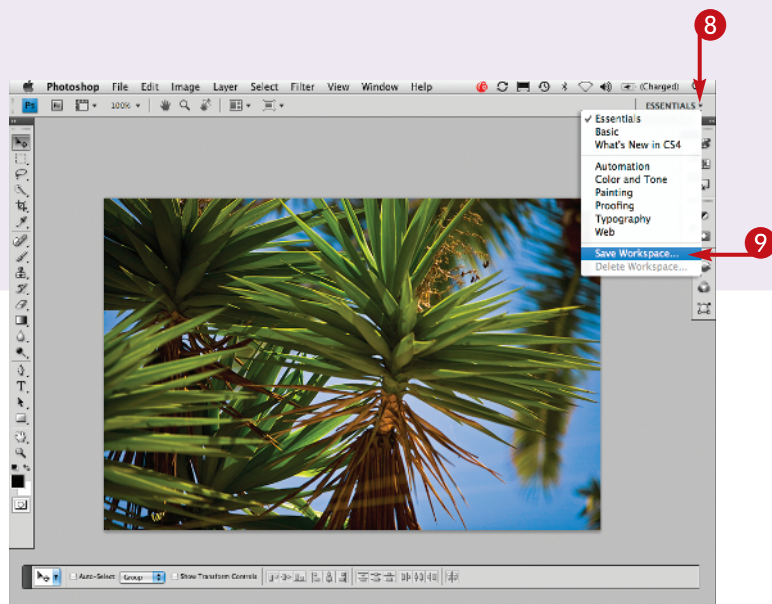 8
Photoshop File Edit Image Layer Select Filter View Window Help (Charged)
Ps Br 100% ESSENTIALS
✓ Essentials
Basic
What's New in CS4
Automation
Color and Tone
Painting
Proofing
Typography
Web
Save Workspace...
9
Delete Workspace...
T
Auto-Select Group Show Transform Controls